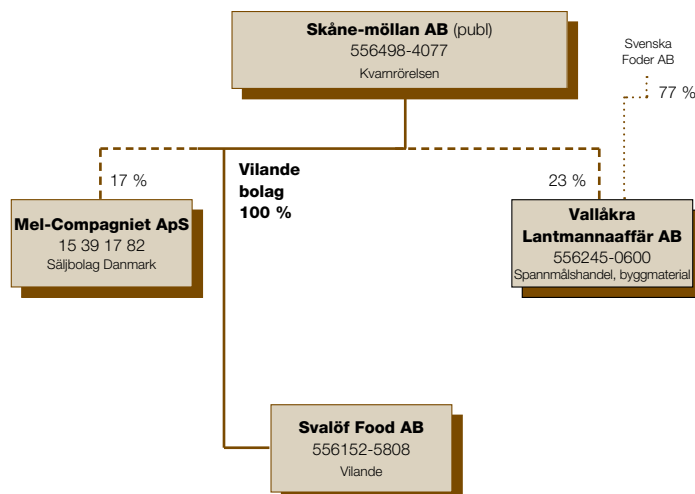 Skåne-möllan AB (publ)
556498-4077
Kvarnrörelsen
Svenska
Foder AB
77 %
17 %
Vilande
bolag
100 %
23 %
Mel-Compagniet ApS
15 39 17 82
Säljbolag Danmark
Vallåkra
Lantmannaaffär AB
556245-0600
Spannmålshandel, byggmaterial
Svalöf Food AB
556152-5808
Vilande